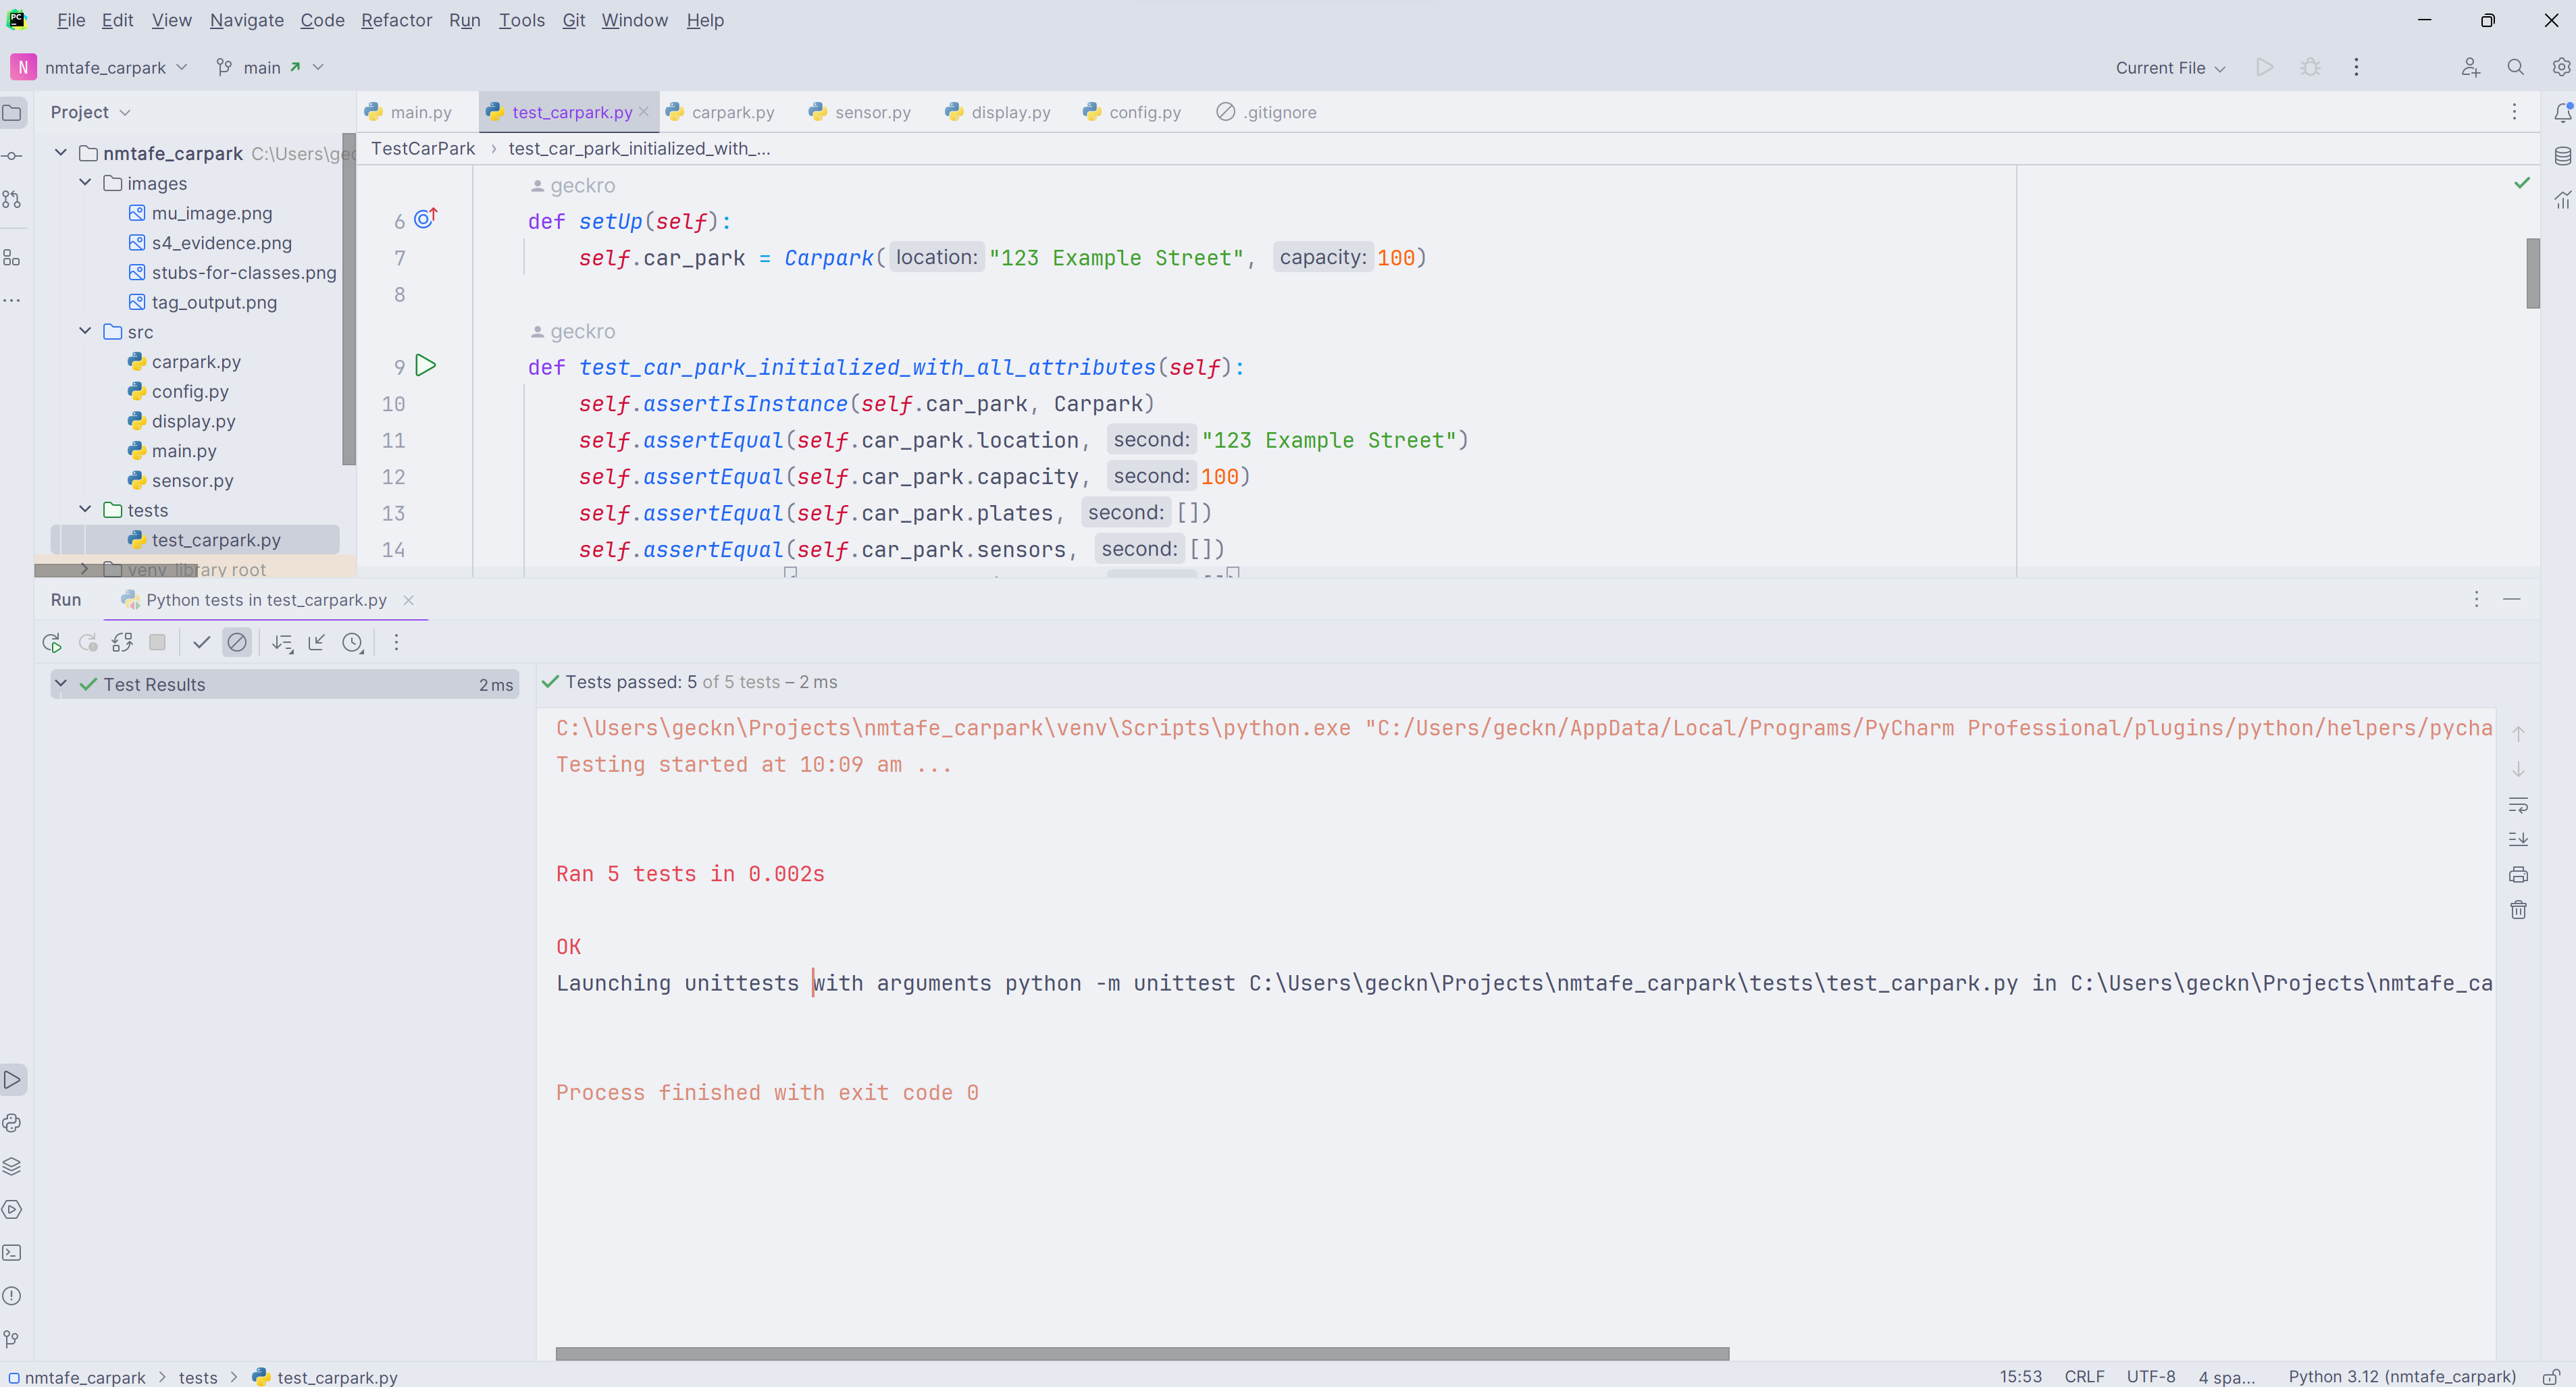 File Edit View Navigate Code Refactor Run Tools Git Window Help
N nmtafe_carpark main Current File
Project
main.py test_carpark.py carpark.py sensor.py display.py config.py .gitignore
nmtafe_carpark C:\Users\ge
images
mu_image.png
s4_evidence.png
stubs-for-classes.png
tag_output.png
src
carpark.py
config.py
display.py
main.py
sensor.py
tests
test_carpark.py
venv library root
TestCarPark › test_car_park_initialized_with_...
geckro
6 def setUp(self):
7 self.car_park = Carpark( location: "123 Example Street", capacity: 100)
8
geckro
9 def test_car_park_initialized_with_all_attributes(self):
10 self.assertIsInstance(self.car_park, Carpark)
11 self.assertEqual(self.car_park.location, second: "123 Example Street")
12 self.assertEqual(self.car_park.capacity, second: 100)
13 self.assertEqual(self.car_park.plates, second: [])
14 self.assertEqual(self.car_park.sensors, second: [])
Run Python tests in test_carpark.py
Test Results 2 ms
Tests passed: 5 of 5 tests – 2 ms
C:\Users\geckn\Projects\nmtafe_carpark\venv\Scripts\python.exe "C:/Users/geckn/AppData/Local/Programs/PyCharm Professional/plugins/python/helpers/pycha
Testing started at 10:09 am ...
Ran 5 tests in 0.002s
OK
Launching unittests with arguments python -m unittest C:\Users\geckn\Projects\nmtafe_carpark\tests\test_carpark.py in C:\Users\geckn\Projects\nmtafe_ca
Process finished with exit code 0
nmtafe_carpark > tests > test_carpark.py
15:53 CRLF UTF-8 4 spa... Python 3.12 (nmtafe_carpark)